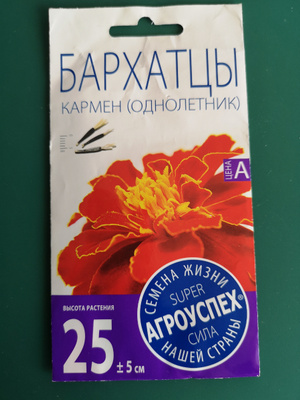 БАРХАТЦЫ
КАРМЕН (ОДНОЛЕТНИК)
ЦЕНА А
СЕМЕНА ЖИЗНИ
SUPER
АГРОУСПЕХ®
СИЛА
НАШЕЙ СТРАНЫ
ВЫСОТА РАСТЕНИЯ
25 ± 5 см